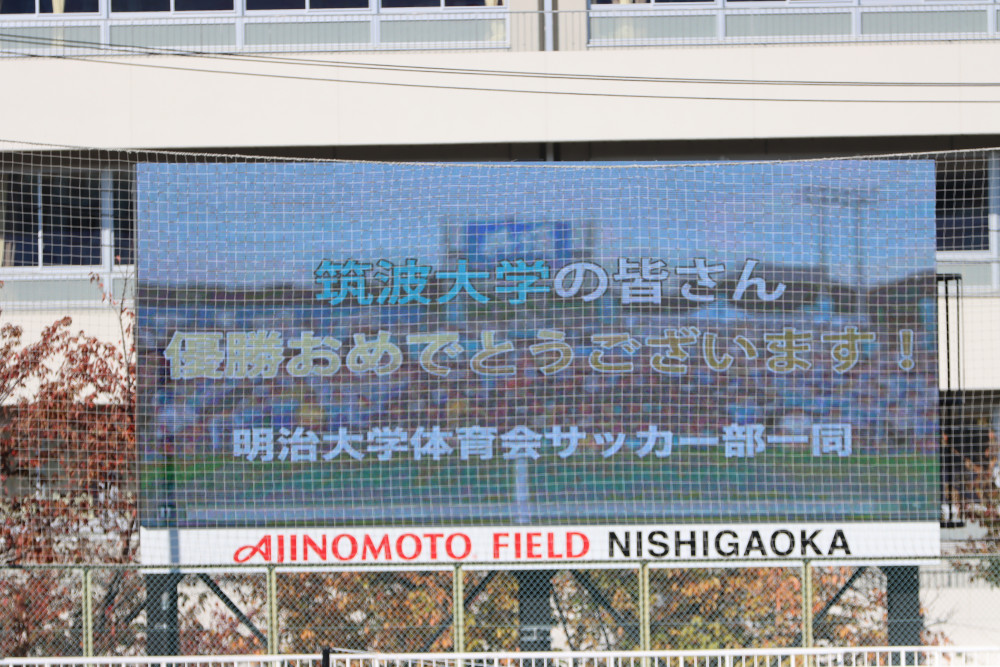 筑波大学の皆さん
優勝おめでとうございます！
明治大学体育会サッカー部一同
AJINOMOTO FIELD NISHIGAOKA